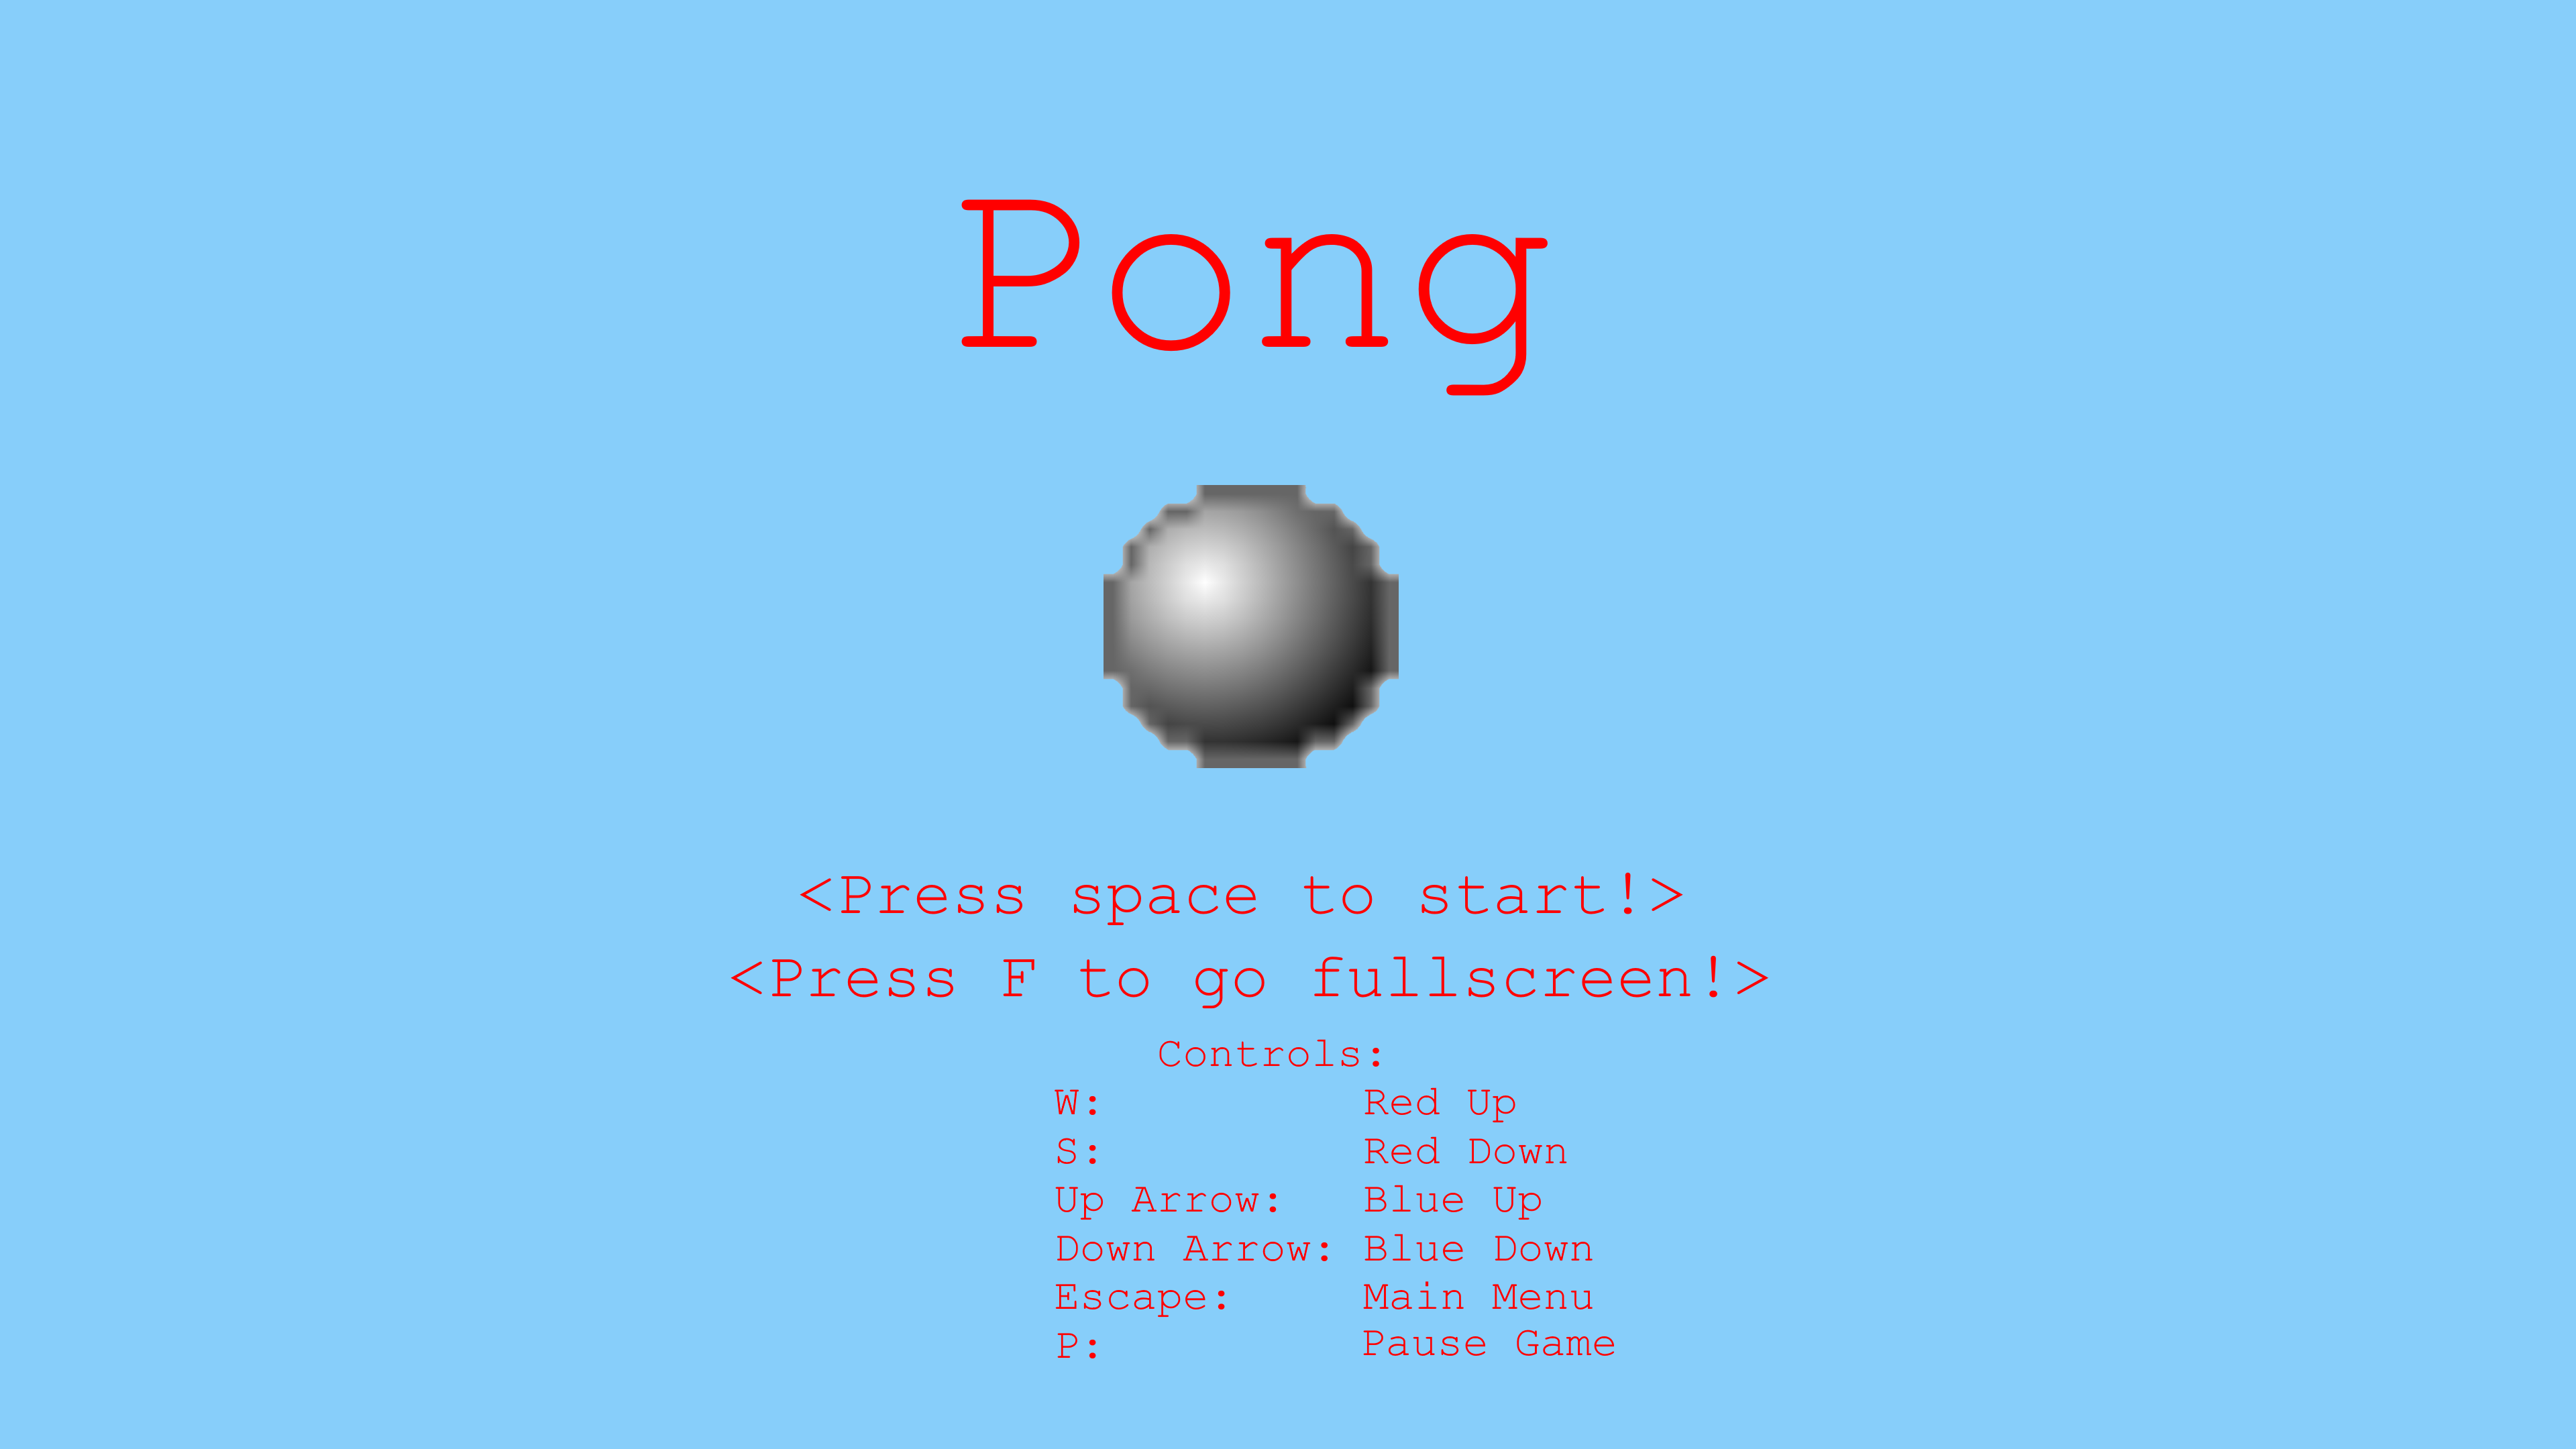 Pong
<Press space to start!>
<Press F to go fullscreen!>
Controls:
W: Red Up
S: Red Down
Up Arrow: Blue Up
Down Arrow: Blue Down
Escape: Main Menu
P: Pause Game